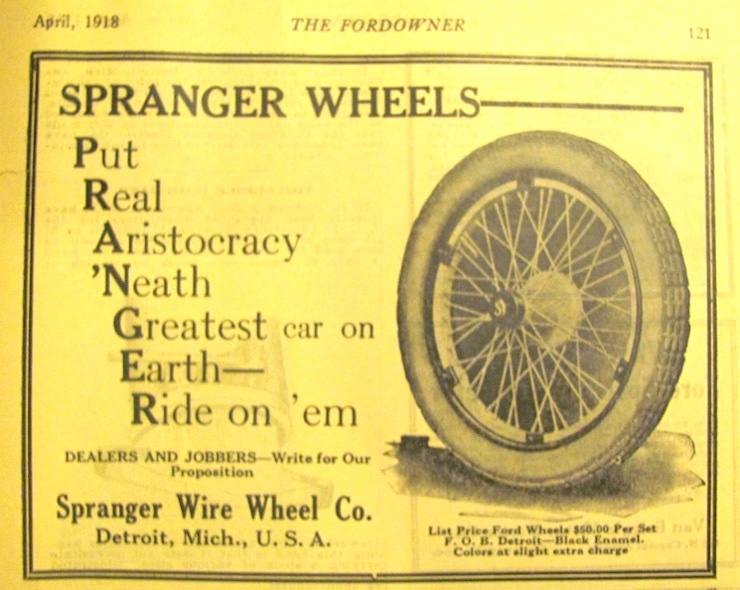 April, 1918
THE FORDOWNER
121
SPRANGER WHEELS—
Put
Real
Aristocracy
'Neath
Greatest car on
Earth—
Ride on 'em
DEALERS AND JOBBERS—Write for Our
Proposition
Spranger Wire Wheel Co.
Detroit, Mich., U. S. A.
List Price Ford Wheels $50.00 Per Set
F. O. B. Detroit—Black Enamel.
Colors at slight extra charge